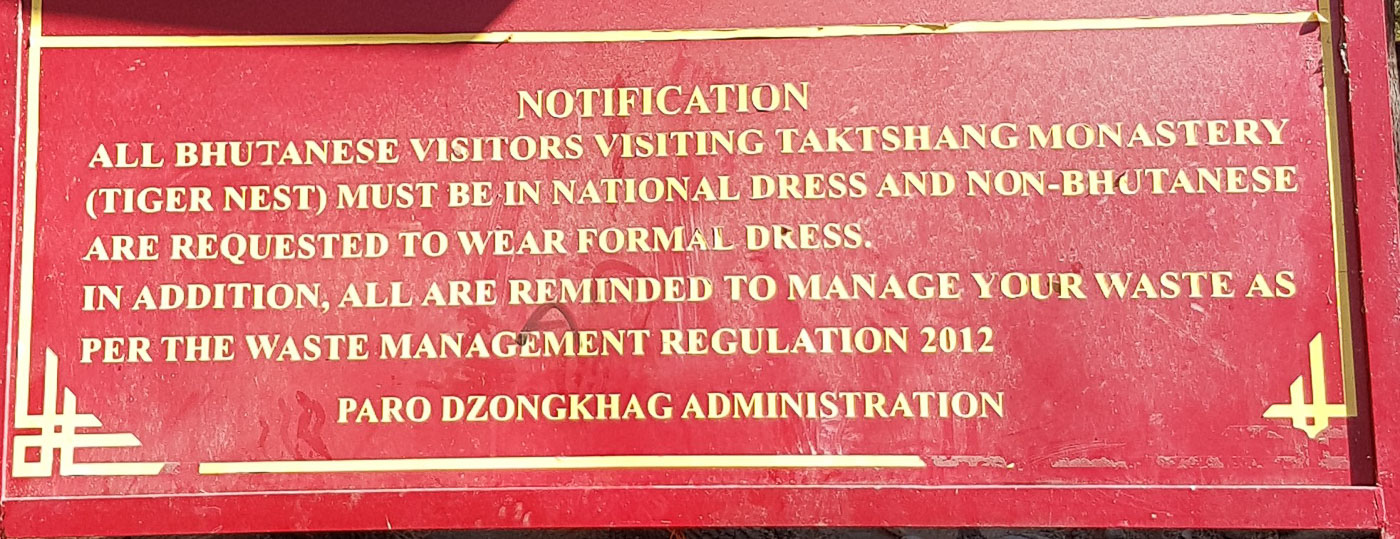 NOTIFICATION
ALL BHUTANESE VISITORS VISITING TAKTSHANG MONASTERY
(TIGER NEST) MUST BE IN NATIONAL DRESS AND NON-BHUTANESE
ARE REQUESTED TO WEAR FORMAL DRESS.
IN ADDITION, ALL ARE REMINDED TO MANAGE YOUR WASTE AS
PER THE WASTE MANAGEMENT REGULATION 2012
PARO DZONGKHAG ADMINISTRATION